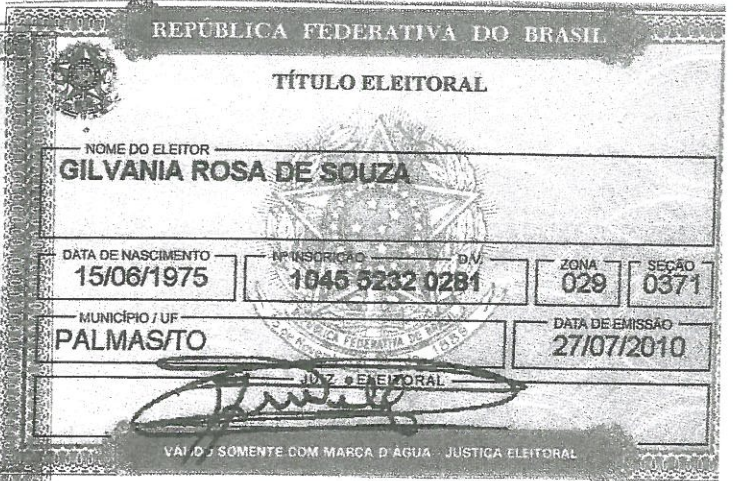 REPÚBLICA FEDERATIVA DO BRASIL
TÍTULO ELEITORAL
NOME DO ELEITOR
GILVANIA ROSA DE SOUZA
DATA DE NASCIMENTO
15/06/1975
Nº INSCRIÇÃO D.V.
1045 5232 0281
ZONA
029
SEÇÃO
0371
MUNICÍPIO / UF
PALMAS/TO
DATA DE EMISSÃO
27/07/2010
JUIZ ELEITORAL
VÁLIDO SOMENTE COM MARCA D'ÁGUA - JUSTIÇA ELEITORAL